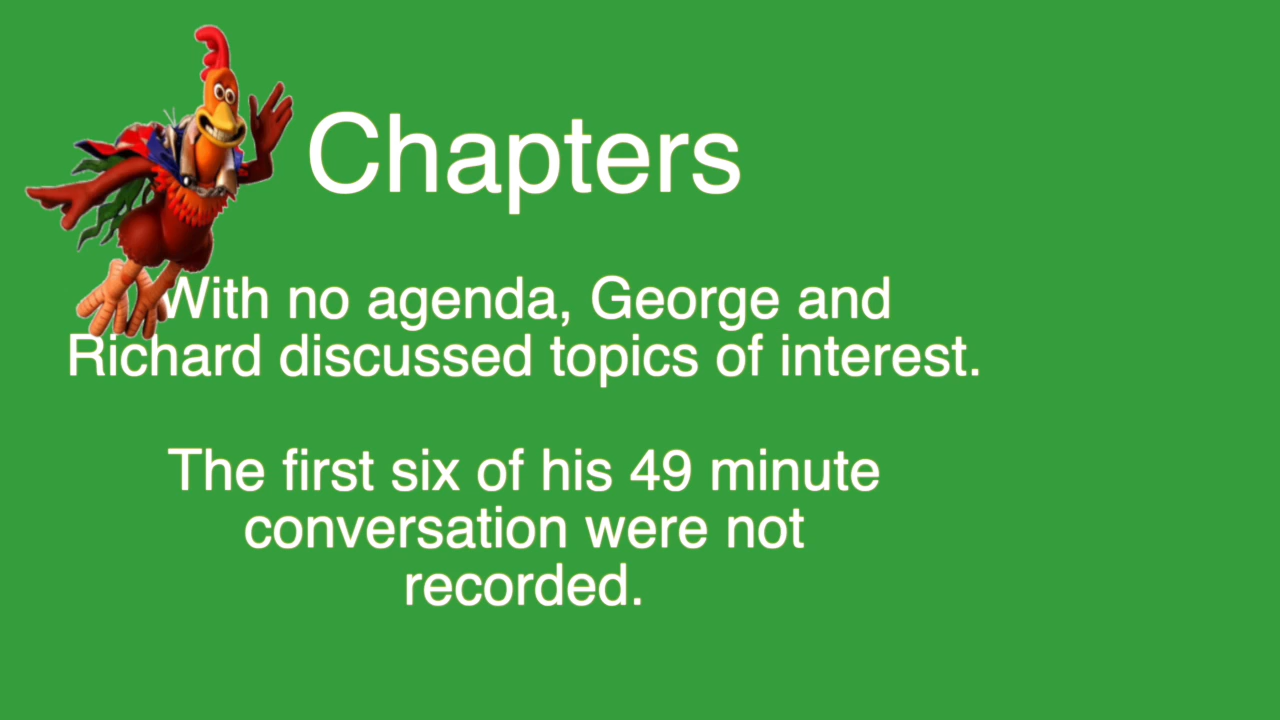 Chapters
With no agenda, George and
Richard discussed topics of interest.
The first six of his 49 minute
conversation were not
recorded.